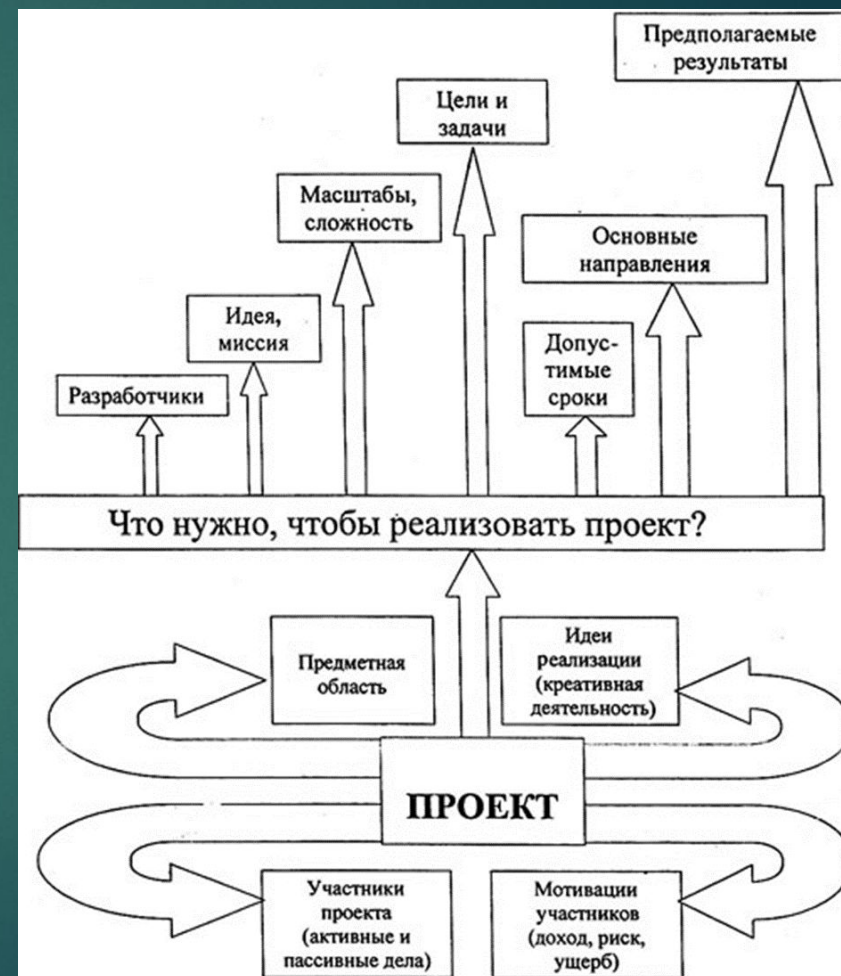 Предполагаемые
результаты
Цели и
задачи
Масштабы,
сложность
Основные
направления
Идея,
миссия
Допус-
тимые
сроки
Разработчики
Что нужно, чтобы реализовать проект?
Предметная
область
Идеи
реализации
(креативная
деятельность)
ПРОЕКТ
Участники
проекта
(активные и
пассивные дела)
Мотивации
участников
(доход, риск,
ущерб)